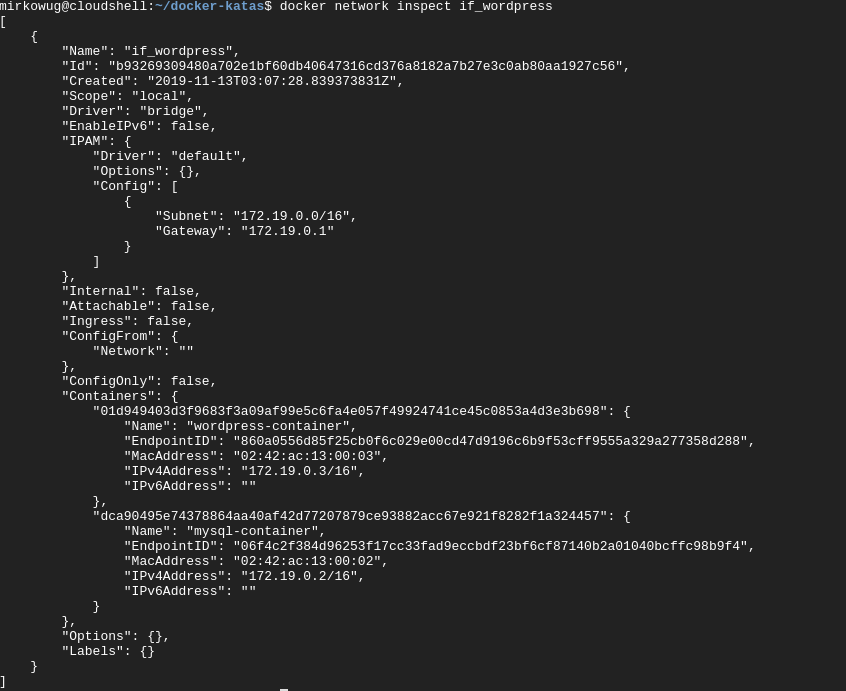 mirkowug@cloudshell:~/docker-katas$ docker network inspect if_wordpress
[
    {
        "Name": "if_wordpress",
        "Id": "b93269309480a702e1bf60db40647316cd376a8182a7b27e3c0ab80aa1927c56",
        "Created": "2019-11-13T03:07:28.839373831Z",
        "Scope": "local",
        "Driver": "bridge",
        "EnableIPv6": false,
        "IPAM": {
            "Driver": "default",
            "Options": {},
            "Config": [
                {
                    "Subnet": "172.19.0.0/16",
                    "Gateway": "172.19.0.1"
                }
            ]
        },
        "Internal": false,
        "Attachable": false,
        "Ingress": false,
        "ConfigFrom": {
            "Network": ""
        },
        "ConfigOnly": false,
        "Containers": {
            "01d949403d3f9683f3a09af99e5c6fa4e057f49924741ce45c0853a4d3e3b698": {
                "Name": "wordpress-container",
                "EndpointID": "860a0556d85f25cb0f6c029e00cd47d9196c6b9f53cff9555a329a277358d288",
                "MacAddress": "02:42:ac:13:00:03",
                "IPv4Address": "172.19.0.3/16",
                "IPv6Address": ""
            },
            "dca90495e74378864aa40af42d77207879ce93882acc67e921f8282f1a324457": {
                "Name": "mysql-container",
                "EndpointID": "06f4c2f384d96253f17cc33fad9eccbdf23bf6cf87140b2a01040bcffc98b9f4",
                "MacAddress": "02:42:ac:13:00:02",
                "IPv4Address": "172.19.0.2/16",
                "IPv6Address": ""
            }
        },
        "Options": {},
        "Labels": {}
    }
]